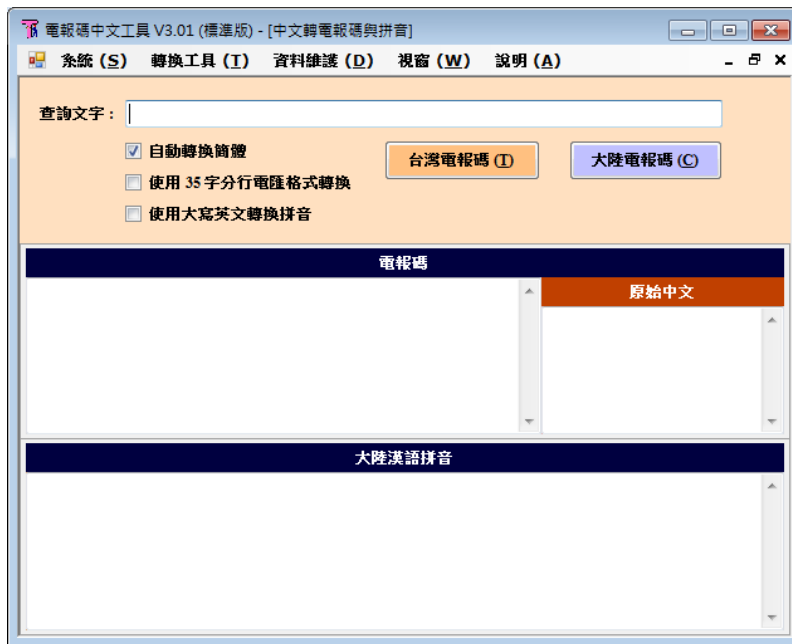 電報碼中文工具 V3.01 (標準版) - [中文轉電報碼與拼音]
系統 (S) 轉換工具 (T) 資料維護 (D) 視窗 (W) 說明 (A)
查詢文字：
自動轉換簡體
台灣電報碼 (T) 大陸電報碼 (C)
使用 35 字分行電匯格式轉換
使用大寫英文轉換拼音
電報碼
原始中文
大陸漢語拼音